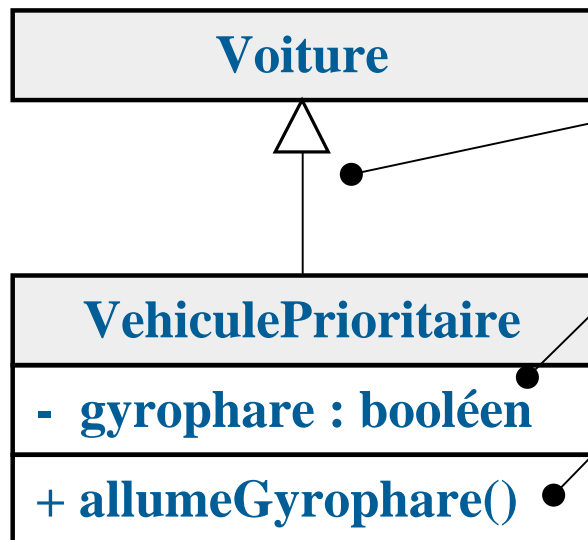 Voiture
VehiculePrioritaire
- gyrophare : booléen
+ allumeGyrophare()